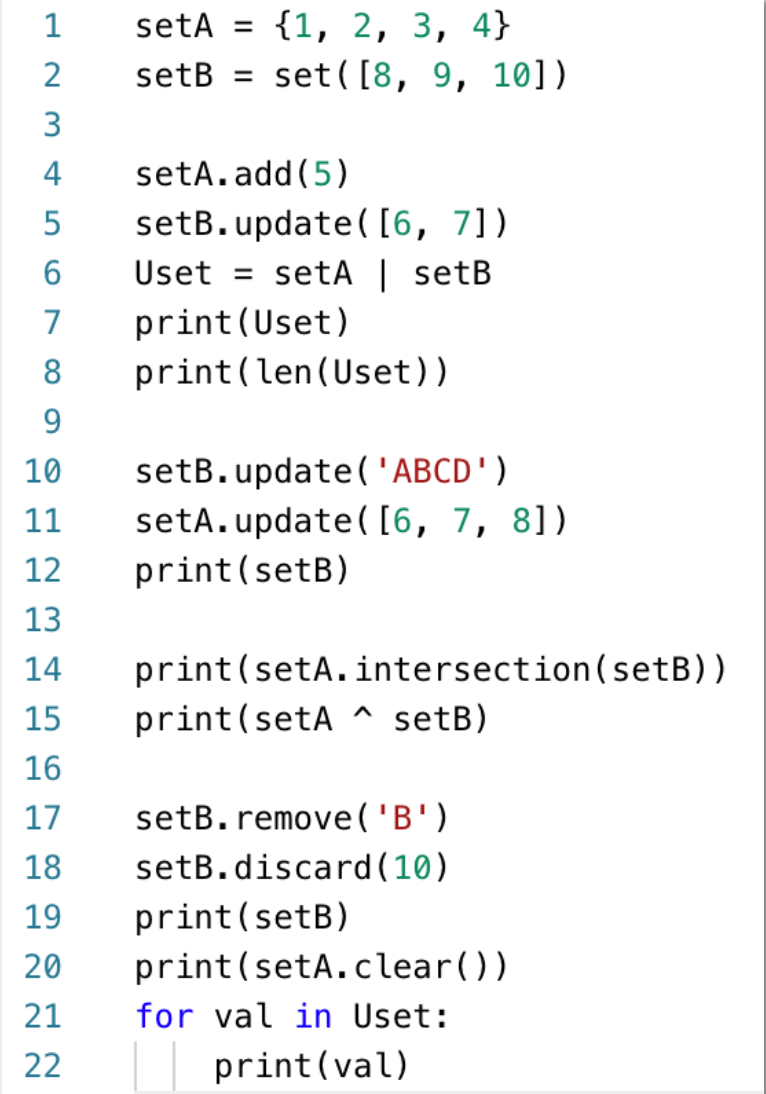 1 setA = {1, 2, 3, 4}
2 setB = set([8, 9, 10])
3
4 setA.add(5)
5 setB.update([6, 7])
6 Uset = setA | setB
7 print(Uset)
8 print(len(Uset))
9
10 setB.update('ABCD')
11 setA.update([6, 7, 8])
12 print(setB)
13
14 print(setA.intersection(setB))
15 print(setA ^ setB)
16
17 setB.remove('B')
18 setB.discard(10)
19 print(setB)
20 print(setA.clear())
21 for val in Uset:
22     print(val)